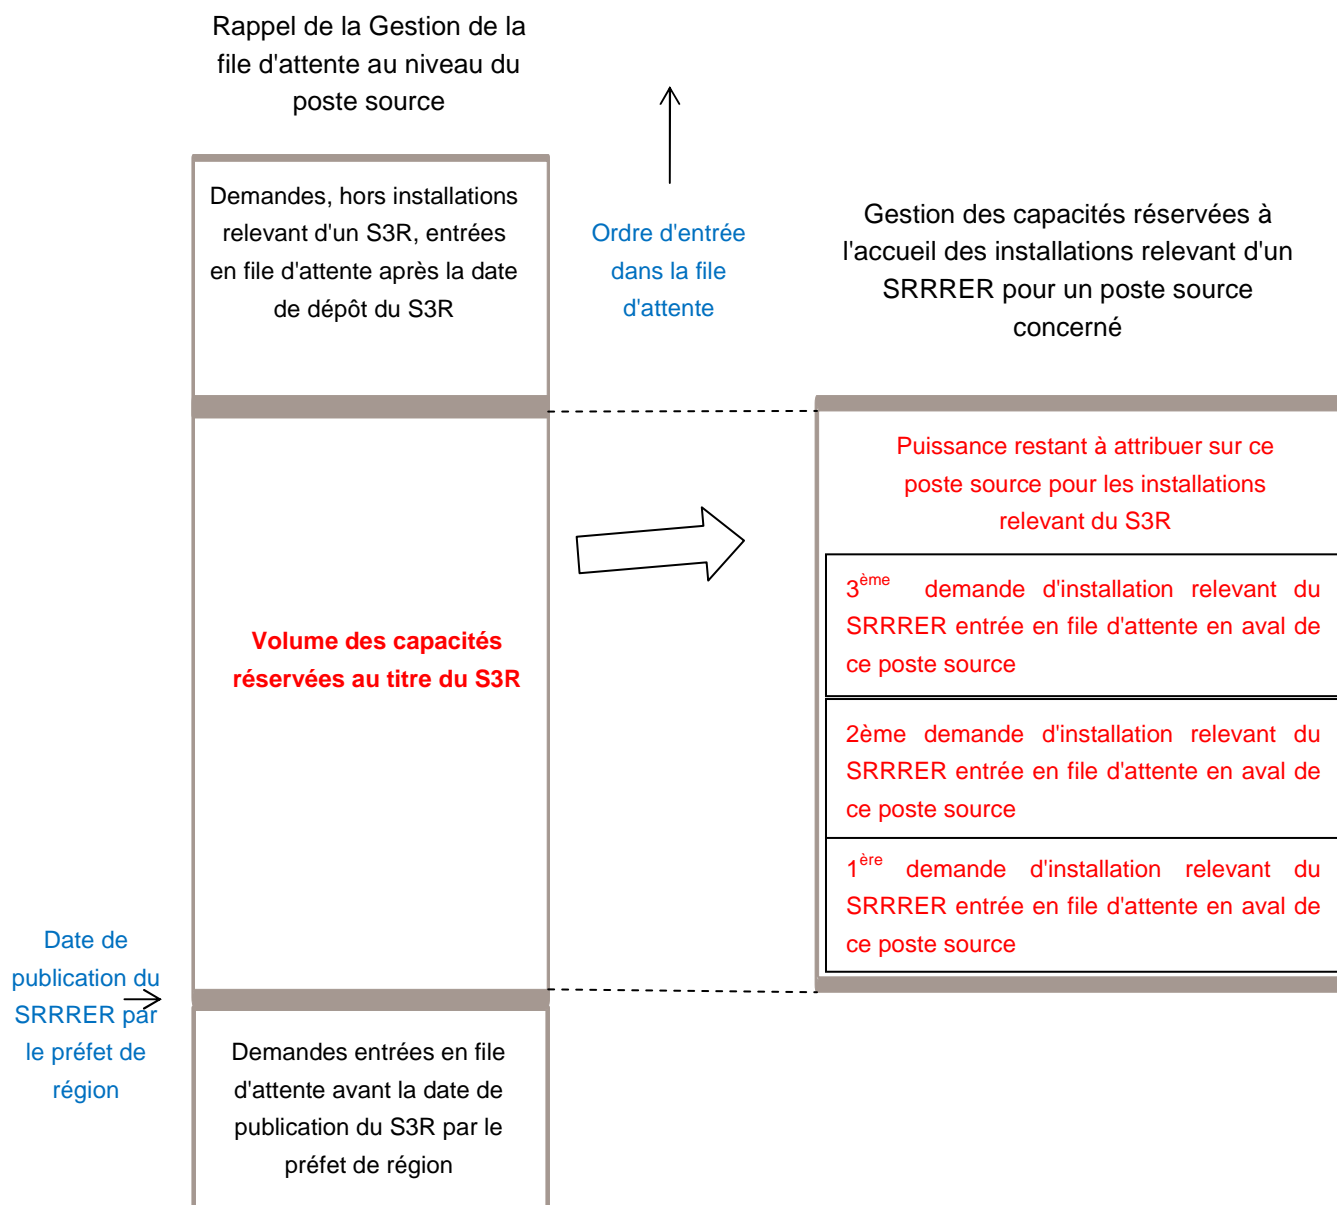 Rappel de la Gestion de la
file d'attente au niveau du
poste source
Demandes, hors installations
relevant d'un S3R, entrées
en file d'attente après la date
de dépôt du S3R
Ordre d'entrée
dans la file
d'attente
Gestion des capacités réservées à
l'accueil des installations relevant d'un
SRRRER pour un poste source
concerné
Volume des capacités
réservées au titre du S3R
Puissance restant à attribuer sur ce
poste source pour les installations
relevant du S3R
3ème demande d'installation relevant du
SRRRER entrée en file d'attente en aval de
ce poste source
2ème demande d'installation relevant du
SRRRER entrée en file d'attente en aval de
ce poste source
1ère demande d'installation relevant du
SRRRER entrée en file d'attente en aval de
ce poste source
Date de
publication du
SRRRER par
le préfet de
région
Demandes entrées en file
d'attente avant la date de
publication du S3R par le
préfet de région